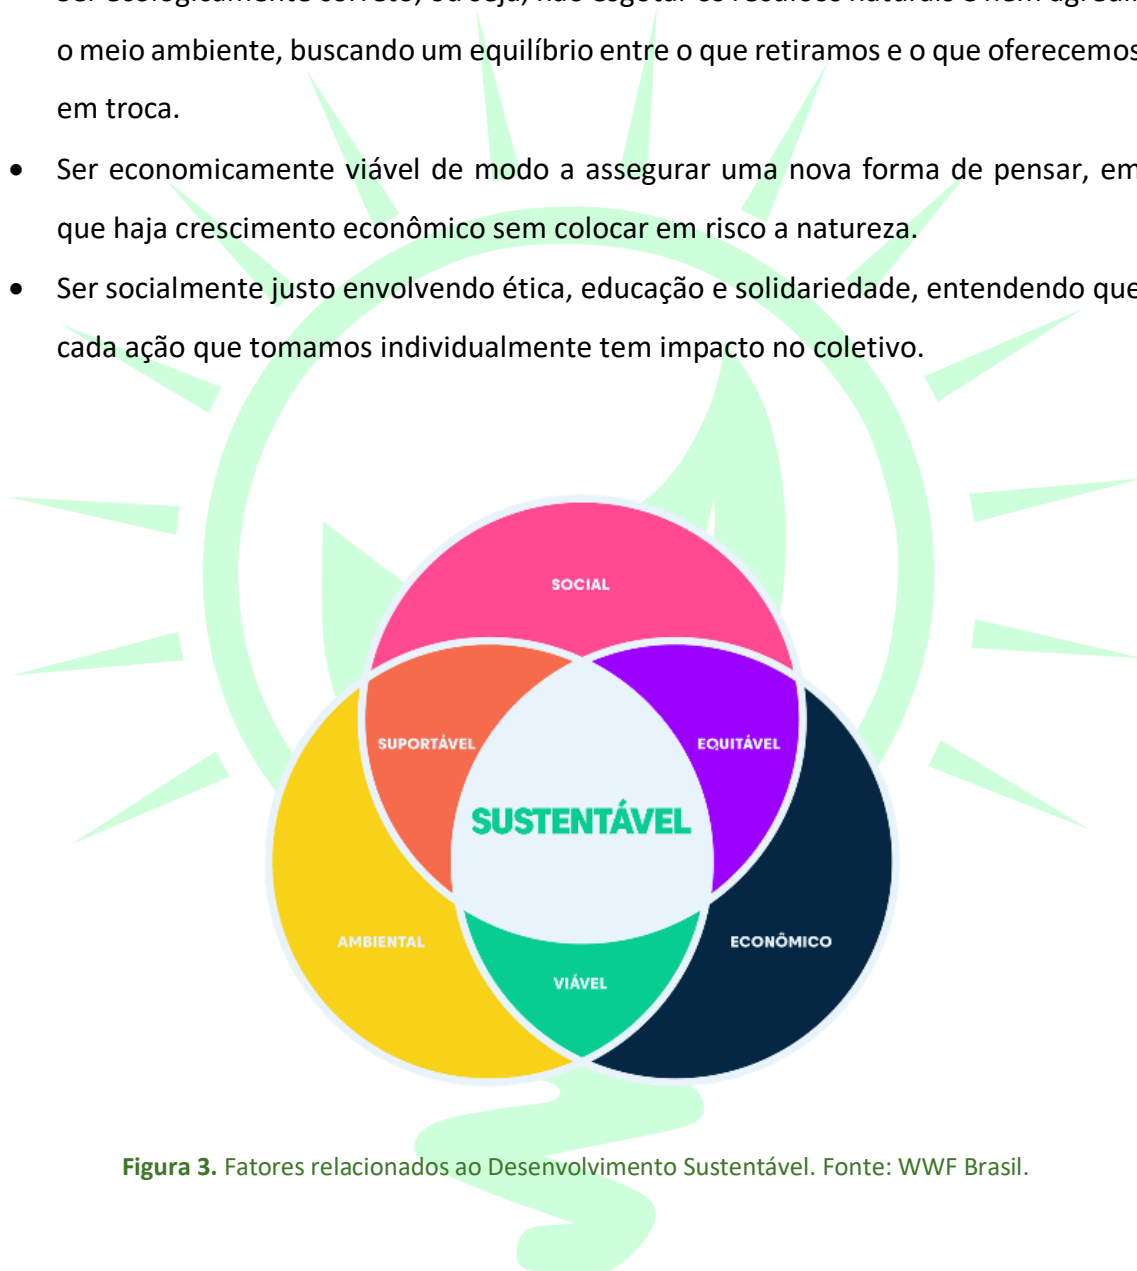 o meio ambiente, buscando um equilíbrio entre o que retiramos e o que oferecemos
em troca.
• Ser economicamente viável de modo a assegurar uma nova forma de pensar, em
que haja crescimento econômico sem colocar em risco a natureza.
• Ser socialmente justo envolvendo ética, educação e solidariedade, entendendo que
cada ação que tomamos individualmente tem impacto no coletivo.
SOCIAL
SUPORTÁVEL
EQUITÁVEL
SUSTENTÁVEL
AMBIENTAL
ECONÔMICO
VIÁVEL
Figura 3. Fatores relacionados ao Desenvolvimento Sustentável. Fonte: WWF Brasil.